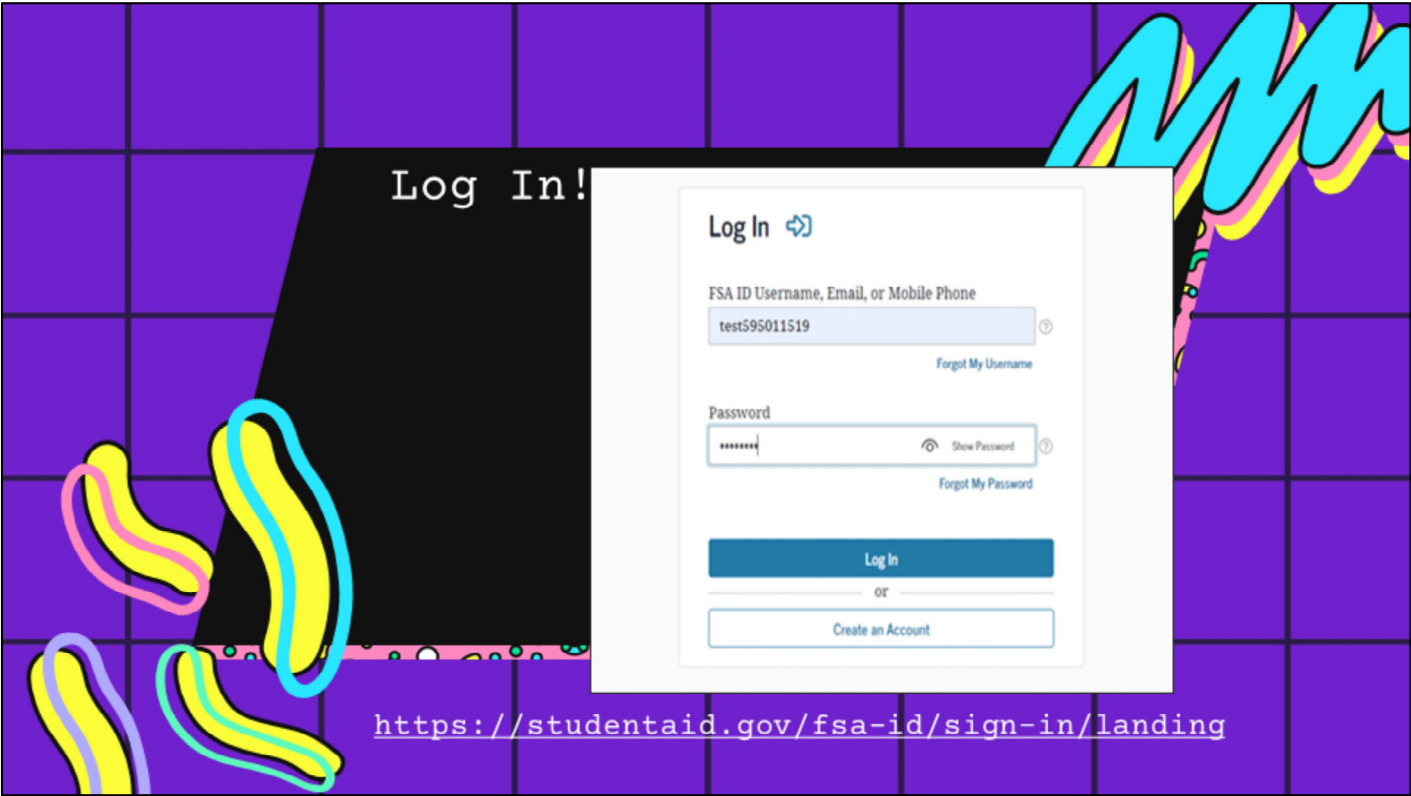 Log In!
Log In
FSA ID Username, Email, or Mobile Phone
test595011519
Forgot My Username
Password
Show Password
Forgot My Password
Log In
or
Create an Account
https://studentaid.gov/fsa-id/sign-in/landing